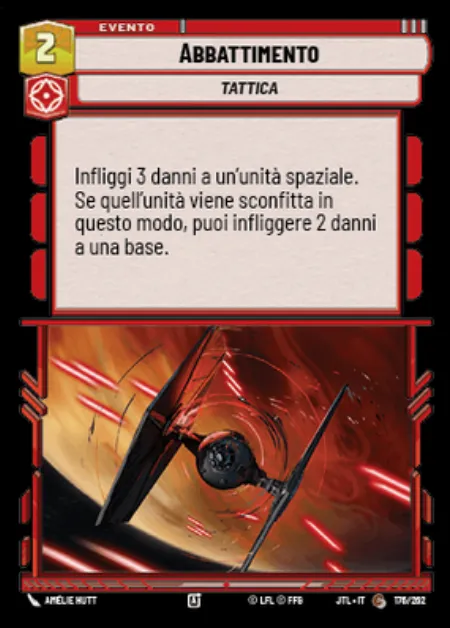 EVENTO
2
ABBATTIMENTO
TATTICA
Infliggi 3 danni a un'unità spaziale.
Se quell'unità viene sconfitta in
questo modo, puoi infliggere 2 danni
a una base.
AMÉLIE HUTT
© LFL © FFG
JTL • IT
176/262